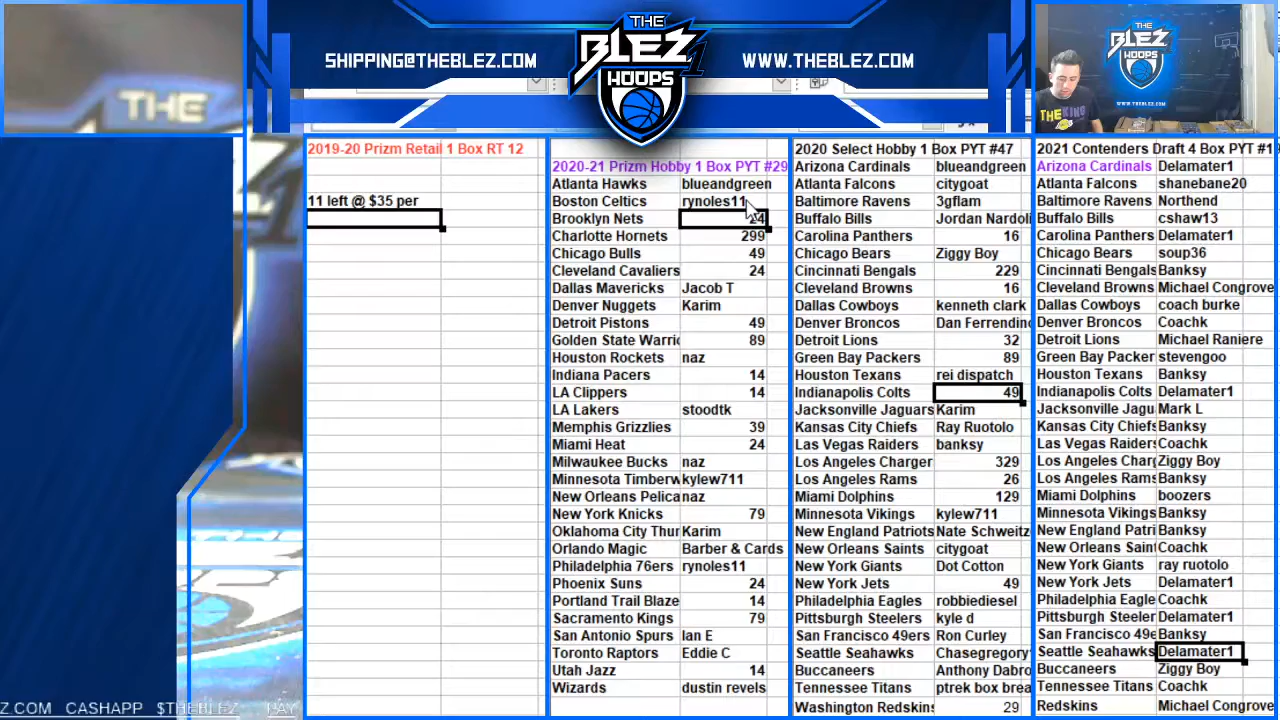 SHIPPING@THEBLEZ.COM
THE
BLEZ
1
HOOPS
WWW.THEBLEZ.COM
THE
THE
BLEZ
HOOPS
2019-20 Prizm Retail 1 Box RT 12
11 left @ $35 per
2020-21 Prizm Hobby 1 Box PYT #29
Atlanta Hawks blueandgreen
Boston Celtics rynoles11
Brooklyn Nets 24
Charlotte Hornets 299
Chicago Bulls 49
Cleveland Cavaliers 24
Dallas Mavericks Jacob T
Denver Nuggets Karim
Detroit Pistons 49
Golden State Warric 89
Houston Rockets naz
Indiana Pacers 14
LA Clippers 14
LA Lakers stoodtk
Memphis Grizzlies 39
Miami Heat 24
Milwaukee Bucks naz
Minnesota Timberw kylew711
New Orleans Pelica naz
New York Knicks 79
Oklahoma City Thur Karim
Orlando Magic Barber & Cards
Philadelphia 76ers rynoles11
Phoenix Suns 24
Portland Trail Blaze 14
Sacramento Kings 79
San Antonio Spurs Ian E
Toronto Raptors Eddie C
Utah Jazz 14
Wizards dustin revels
2020 Select Hobby 1 Box PYT #47
Arizona Cardinals blueandgreen
Atlanta Falcons citygoat
Baltimore Ravens 3gflam
Buffalo Bills Jordan Nardoli
Carolina Panthers 16
Chicago Bears Ziggy Boy
Cincinnati Bengals 229
Cleveland Browns 16
Dallas Cowboys kenneth clark
Denver Broncos Dan Ferrendino
Detroit Lions 32
Green Bay Packers 89
Houston Texans rei dispatch
Indianapolis Colts 49
Jacksonville Jaguars Karim
Kansas City Chiefs Ray Ruotolo
Las Vegas Raiders banksy
Los Angeles Charger 329
Los Angeles Rams 26
Miami Dolphins 129
Minnesota Vikings kylew711
New England Patriots Nate Schweitze
New Orleans Saints citygoat
New York Giants Dot Cotton
New York Jets 49
Philadelphia Eagles robbiediesel
Pittsburgh Steelers kyle d
San Francisco 49ers Ron Curley
Seattle Seahawks Chasegregory
Buccaneers Anthony Dabro
Tennessee Titans ptrek box brea
Washington Redskins 29
2021 Contenders Draft 4 Box PYT #1
Arizona Cardinals Delamater1
Atlanta Falcons shanebane20
Baltimore Ravens Northend
Buffalo Bills cshaw13
Carolina Panthers Delamater1
Chicago Bears soup36
Cincinnati Bengals Banksy
Cleveland Browns Michael Congrove
Dallas Cowboys coach burke
Denver Broncos Coachk
Detroit Lions Michael Raniere
Green Bay Packer stevengoo
Houston Texans Banksy
Indianapolis Colts Delamater1
Jacksonville Jagu Mark L
Kansas City Chiefs Banksy
Las Vegas Raiders Coachk
Los Angeles Char Ziggy Boy
Los Angeles Rams Banksy
Miami Dolphins boozers
Minnesota Vikings Banksy
New England Patri Banksy
New Orleans Saint Coachk
New York Giants ray ruotolo
New York Jets Delamater1
Philadelphia Eagle Coachk
Pittsburgh Steeler Delamater1
San Francisco 49e Banksy
Seattle Seahawks Delamater1
Buccaneers Ziggy Boy
Tennessee Titans Coachk
Redskins Michael Congrove
Z.COM CASHAPP $THEBLEZ PAY